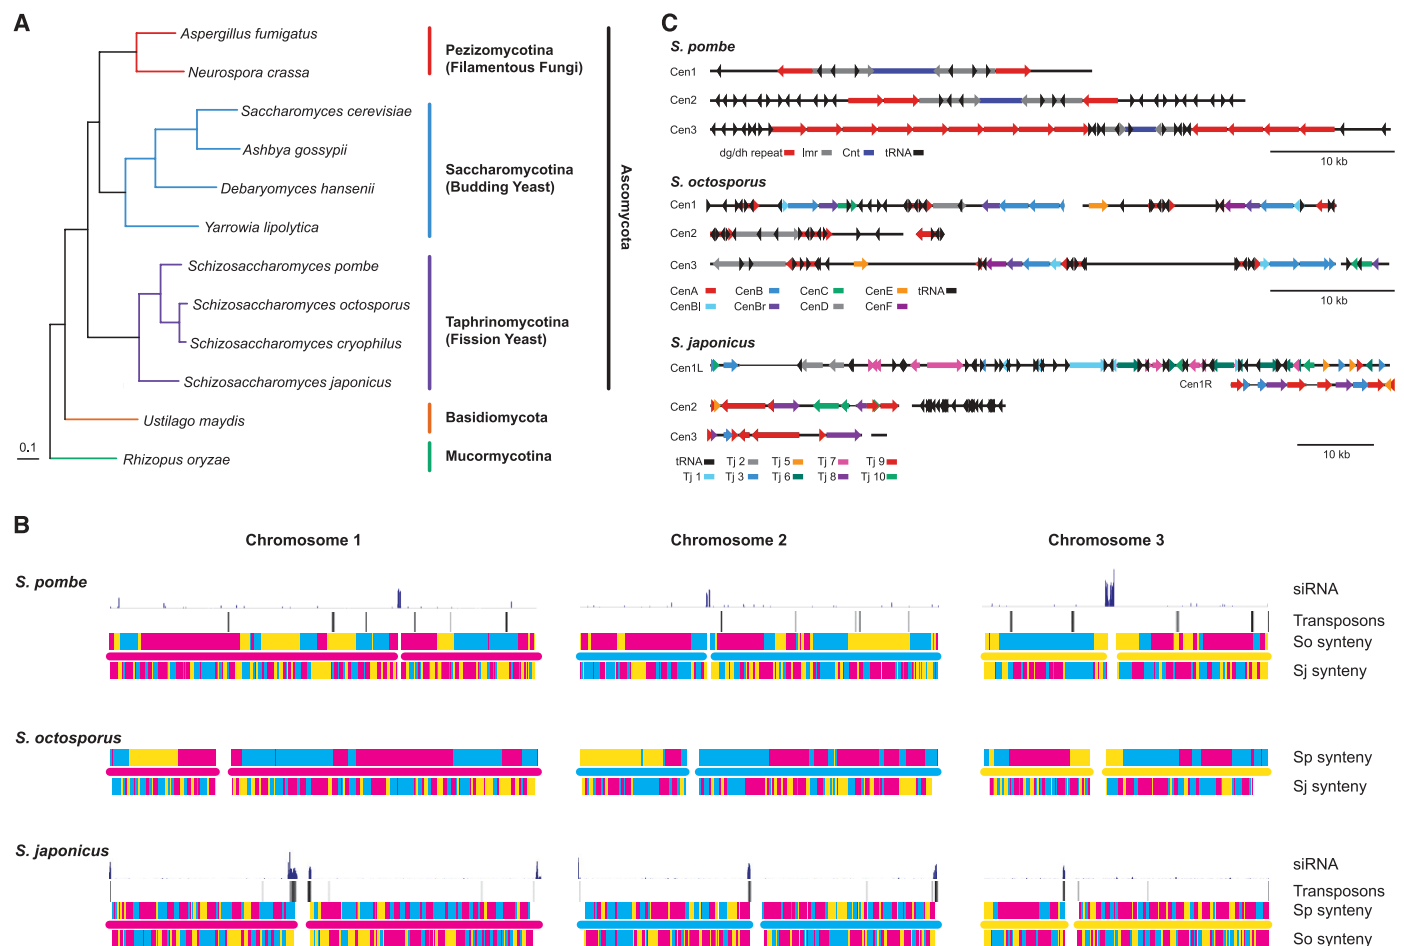 A
Aspergillus fumigatus
Neurospora crassa
Saccharomyces cerevisiae
Ashbya gossypii
Debaryomyces hansenii
Yarrowia lipolytica
Schizosaccharomyces pombe
Schizosaccharomyces octosporus
Schizosaccharomyces cryophilus
Schizosaccharomyces japonicus
Ustilago maydis
Rhizopus oryzae
0.1
Pezizomycotina
(Filamentous Fungi)
Saccharomycotina
(Budding Yeast)
Taphrinomycotina
(Fission Yeast)
Basidiomycota
Mucormycotina
Ascomycota
C
S. pombe
Cen1
Cen2
Cen3
dg/dh repeat Imr Cnt tRNA
10 kb
S. octosporus
Cen1
Cen2
Cen3
CenA CenB CenC CenE tRNA
CenBl CenBr CenD CenF
10 kb
S. japonicus
Cen1L
Cen1R
Cen2
Cen3
tRNA Tj 2 Tj 5 Tj 7 Tj 9
Tj 1 Tj 3 Tj 6 Tj 8 Tj 10
10 kb
B
Chromosome 1 Chromosome 2 Chromosome 3
S. pombe
siRNA
Transposons
So synteny
Sj synteny
S. octosporus
Sp synteny
Sj synteny
S. japonicus
siRNA
Transposons
Sp synteny
So synteny